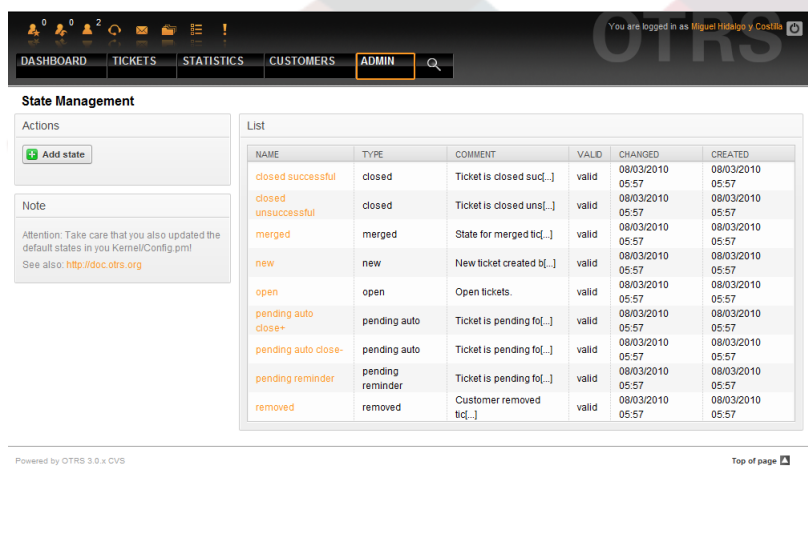 0 0 2
You are logged in as Miguel Hidalgo y Costilla
OTRS
DASHBOARD TICKETS STATISTICS CUSTOMERS ADMIN
State Management
Actions
Add state
Note
Attention: Take care that you also updated the
default states in you Kernel/Config.pm!
See also: http://doc.otrs.org
List
NAME TYPE COMMENT VALID CHANGED CREATED
closed successful closed Ticket is closed suc[...] valid 08/03/2010 08/03/2010
05:57 05:57
closed
unsuccessful closed Ticket is closed uns[...] valid 08/03/2010 08/03/2010
05:57 05:57
merged merged State for merged tic[...] valid 08/03/2010 08/03/2010
05:57 05:57
new new New ticket created b[...] valid 08/03/2010 08/03/2010
05:57 05:57
open open Open tickets. valid 08/03/2010 08/03/2010
05:57 05:57
pending auto
close+ pending auto Ticket is pending fo[...] valid 08/03/2010 08/03/2010
05:57 05:57
pending auto close- pending auto Ticket is pending fo[...] valid 08/03/2010 08/03/2010
05:57 05:57
pending reminder pending
reminder Ticket is pending fo[...] valid 08/03/2010 08/03/2010
05:57 05:57
removed removed Customer removed
tic[...] valid 08/03/2010 08/03/2010
05:57 05:57
Powered by OTRS 3.0.x CVS
Top of page